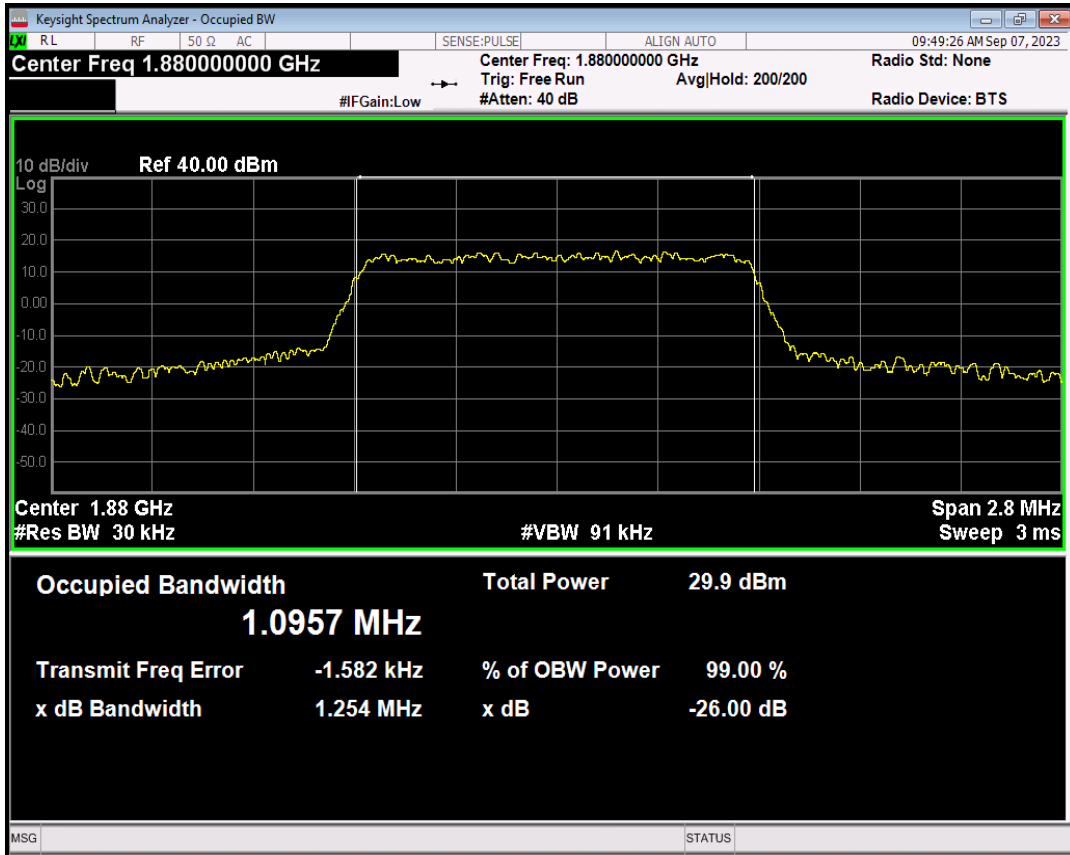 Keysight Spectrum Analyzer - Occupied BW
LXI RL RF 50 Ω AC SENSE:PULSE ALIGN AUTO 09:49:26 AM Sep 07, 2023
Center Freq 1.880000000 GHz Center Freq: 1.880000000 GHz Radio Std: None
Trig: Free Run Avg|Hold: 200/200
#IFGain:Low #Atten: 40 dB Radio Device: BTS
10 dB/div Ref 40.00 dBm
Log
30.0
20.0
10.0
0.00
-10.0
-20.0
-30.0
-40.0
-50.0
Center 1.88 GHz Span 2.8 MHz
#Res BW 30 kHz #VBW 91 kHz Sweep 3 ms
Occupied Bandwidth Total Power 29.9 dBm
1.0957 MHz
Transmit Freq Error -1.582 kHz % of OBW Power 99.00 %
x dB Bandwidth 1.254 MHz x dB -26.00 dB
MSG STATUS